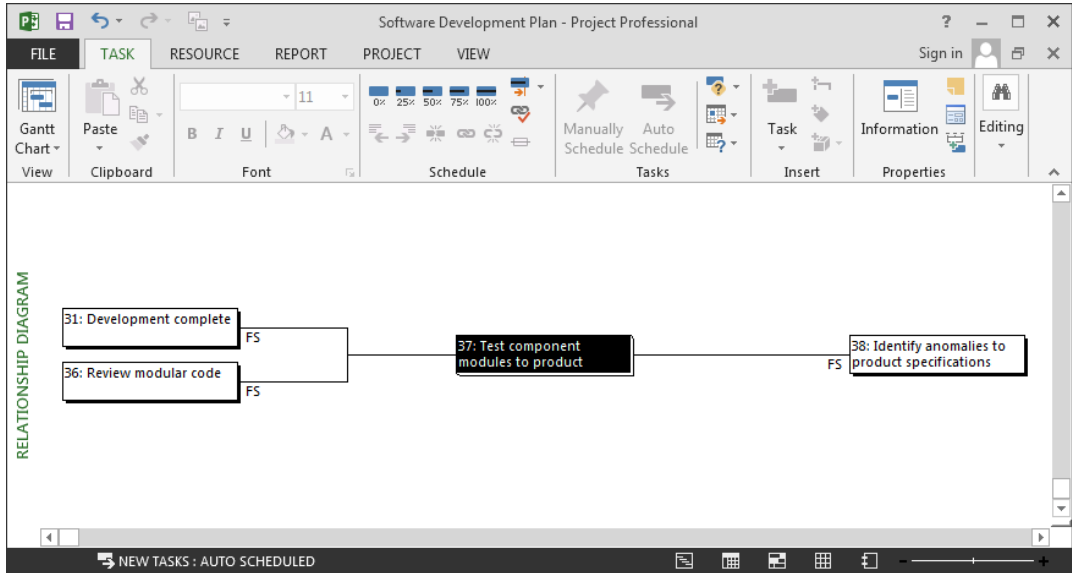 Software Development Plan - Project Professional
?
FILE TASK RESOURCE REPORT PROJECT VIEW Sign in
Gantt
Chart
View
Paste
Clipboard
11
B I U A
Font
0% 25% 50% 75% 100%
Schedule
Manually
Schedule
Auto
Schedule
Tasks
Task
Insert
Information
Properties
Editing
RELATIONSHIP DIAGRAM
31: Development complete
FS
36: Review modular code
FS
37: Test component
modules to product
38: Identify anomalies to
product specifications
FS
NEW TASKS : AUTO SCHEDULED